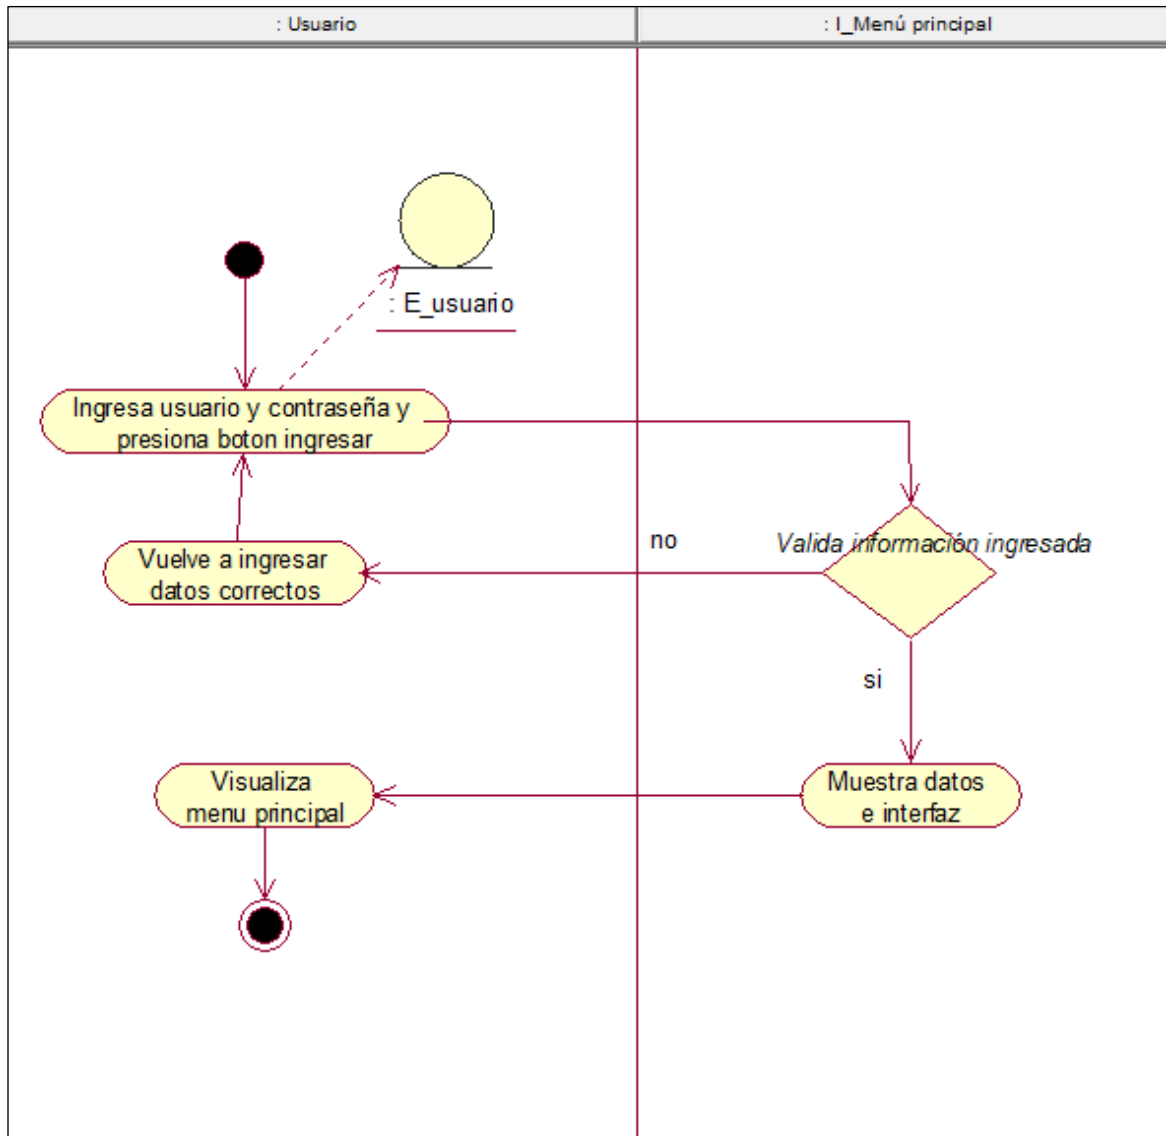 : Usuario
: I_Menú principal
: E_usuario
Ingresa usuario y contraseña y
presiona boton ingresar
no
Valida información ingresada
Vuelve a ingresar
datos correctos
si
Visualiza
menu principal
Muestra datos
e interfaz